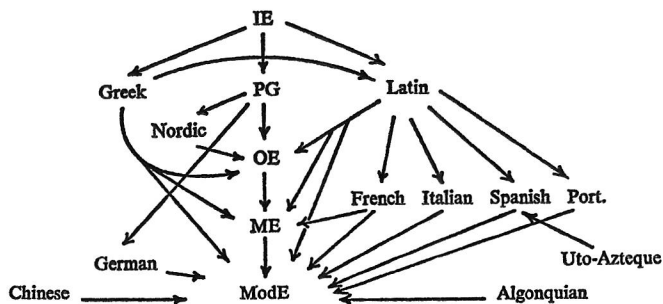 IE
Greek PG Latin
Nordic
OE
French Italian Spanish Port.
ME
Uto-Azteque
German
Chinese ModE Algonquian